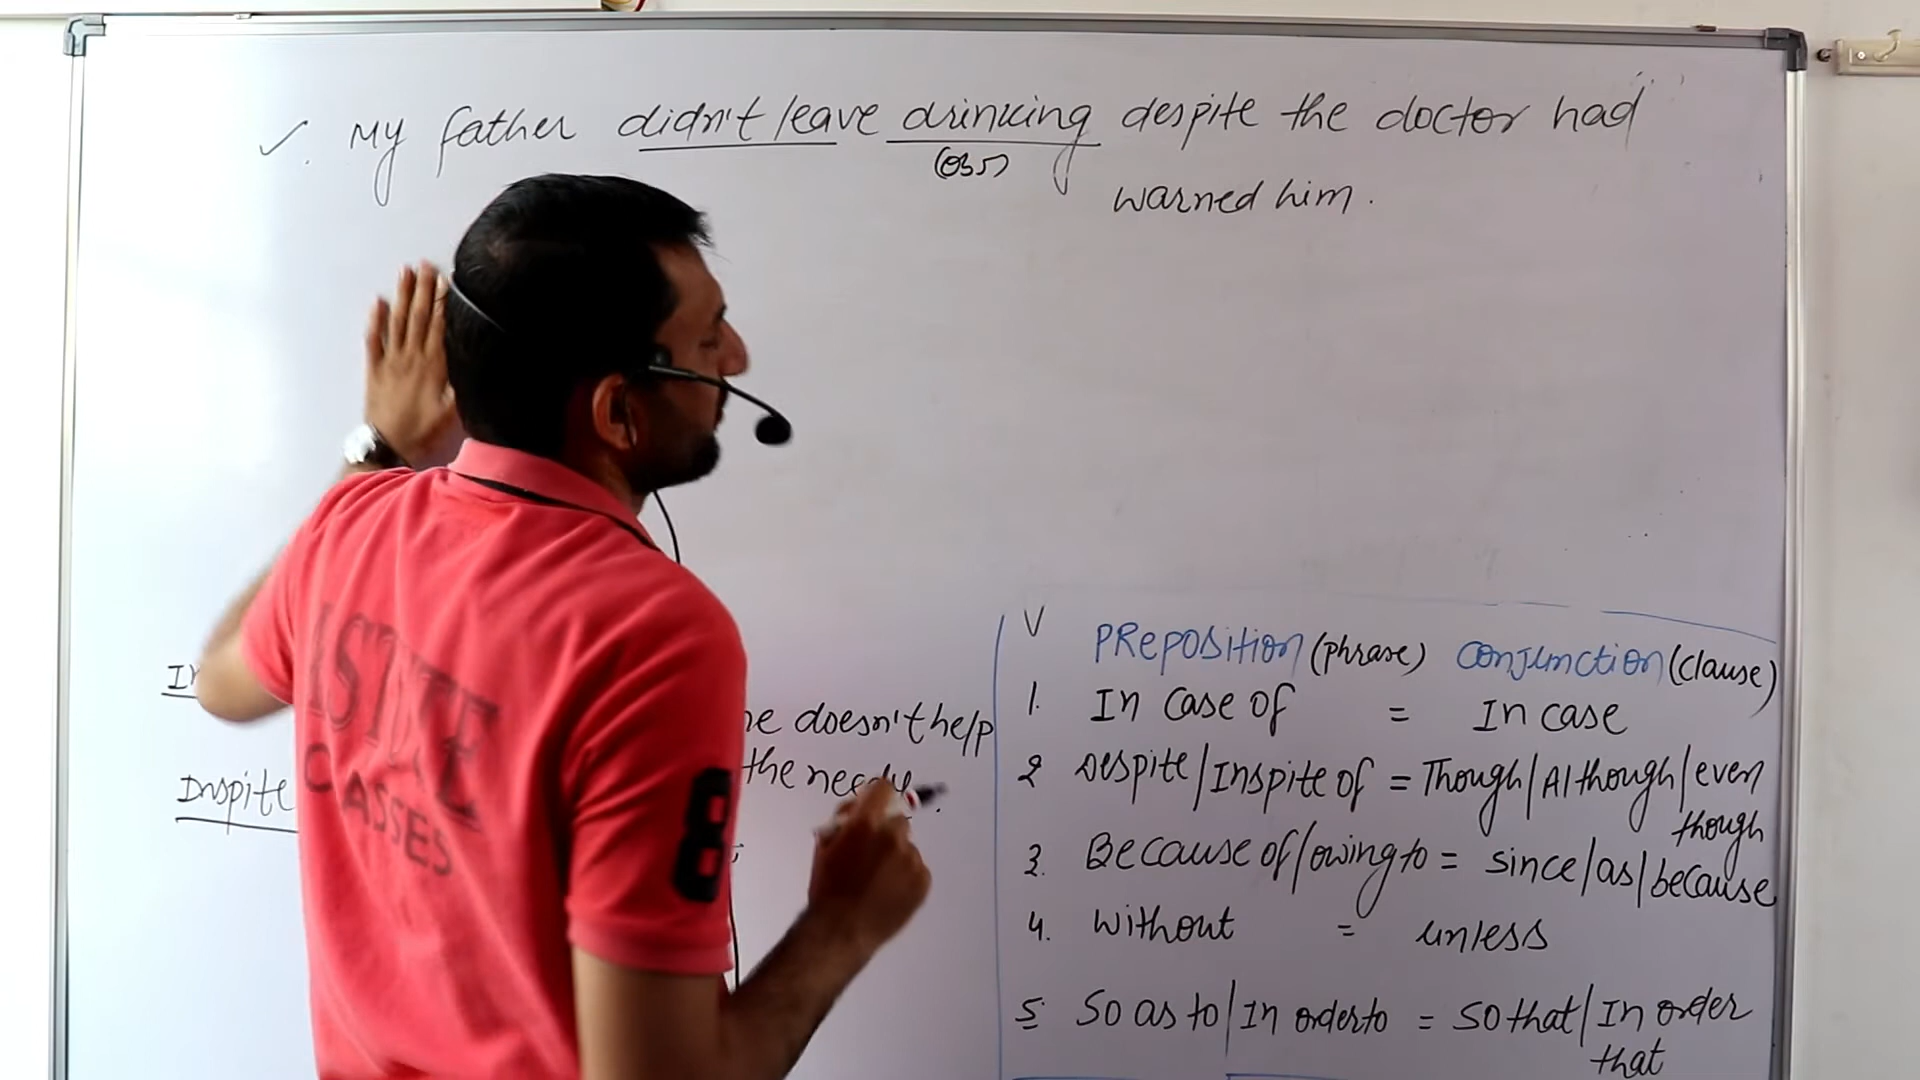 My father didn't leave drinking despite the doctor had
(OBJ)
warned him.
doesn't help
the needy.
Inspite
V PREPOSITION (phrase) CONJUNCTION (clause)
1. In case of = In case
2 Despite/Inspite of = Though/Although/even
though
3. Because of/owing to = since/as/because
4. without = unless
5. So as to/In order to = so that/In order
that
CLASSES
8